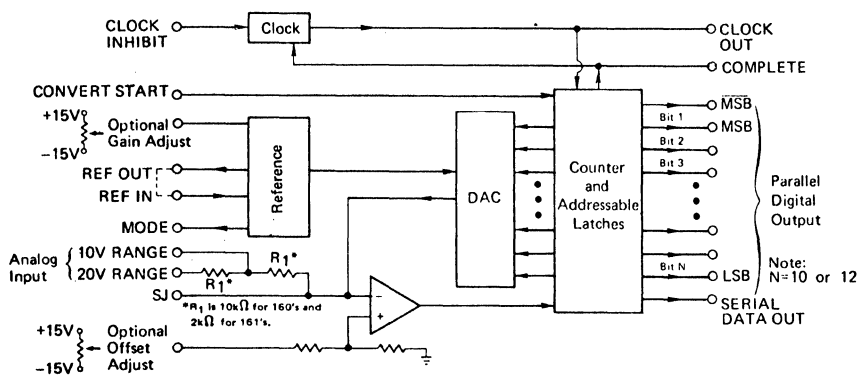 CLOCK
INHIBIT
Clock
CLOCK
OUT
COMPLETE
CONVERT START
+15V
-15V
Optional
Gain Adjust
REF OUT
REF IN
MODE
Reference
DAC
Counter
and
Addressable
Latches
MSB
Bit 1
MSB
Bit 2
Bit 3
Bit N
LSB
SERIAL
DATA OUT
Parallel
Digital
Output
Note:
N=10 or 12
Analog
Input
10V RANGE
20V RANGE
R1*
R1*
SJ
*R1 is 10kΩ for 160's and
2kΩ for 161's.
-
+
+15V
-15V
Optional
Offset
Adjust